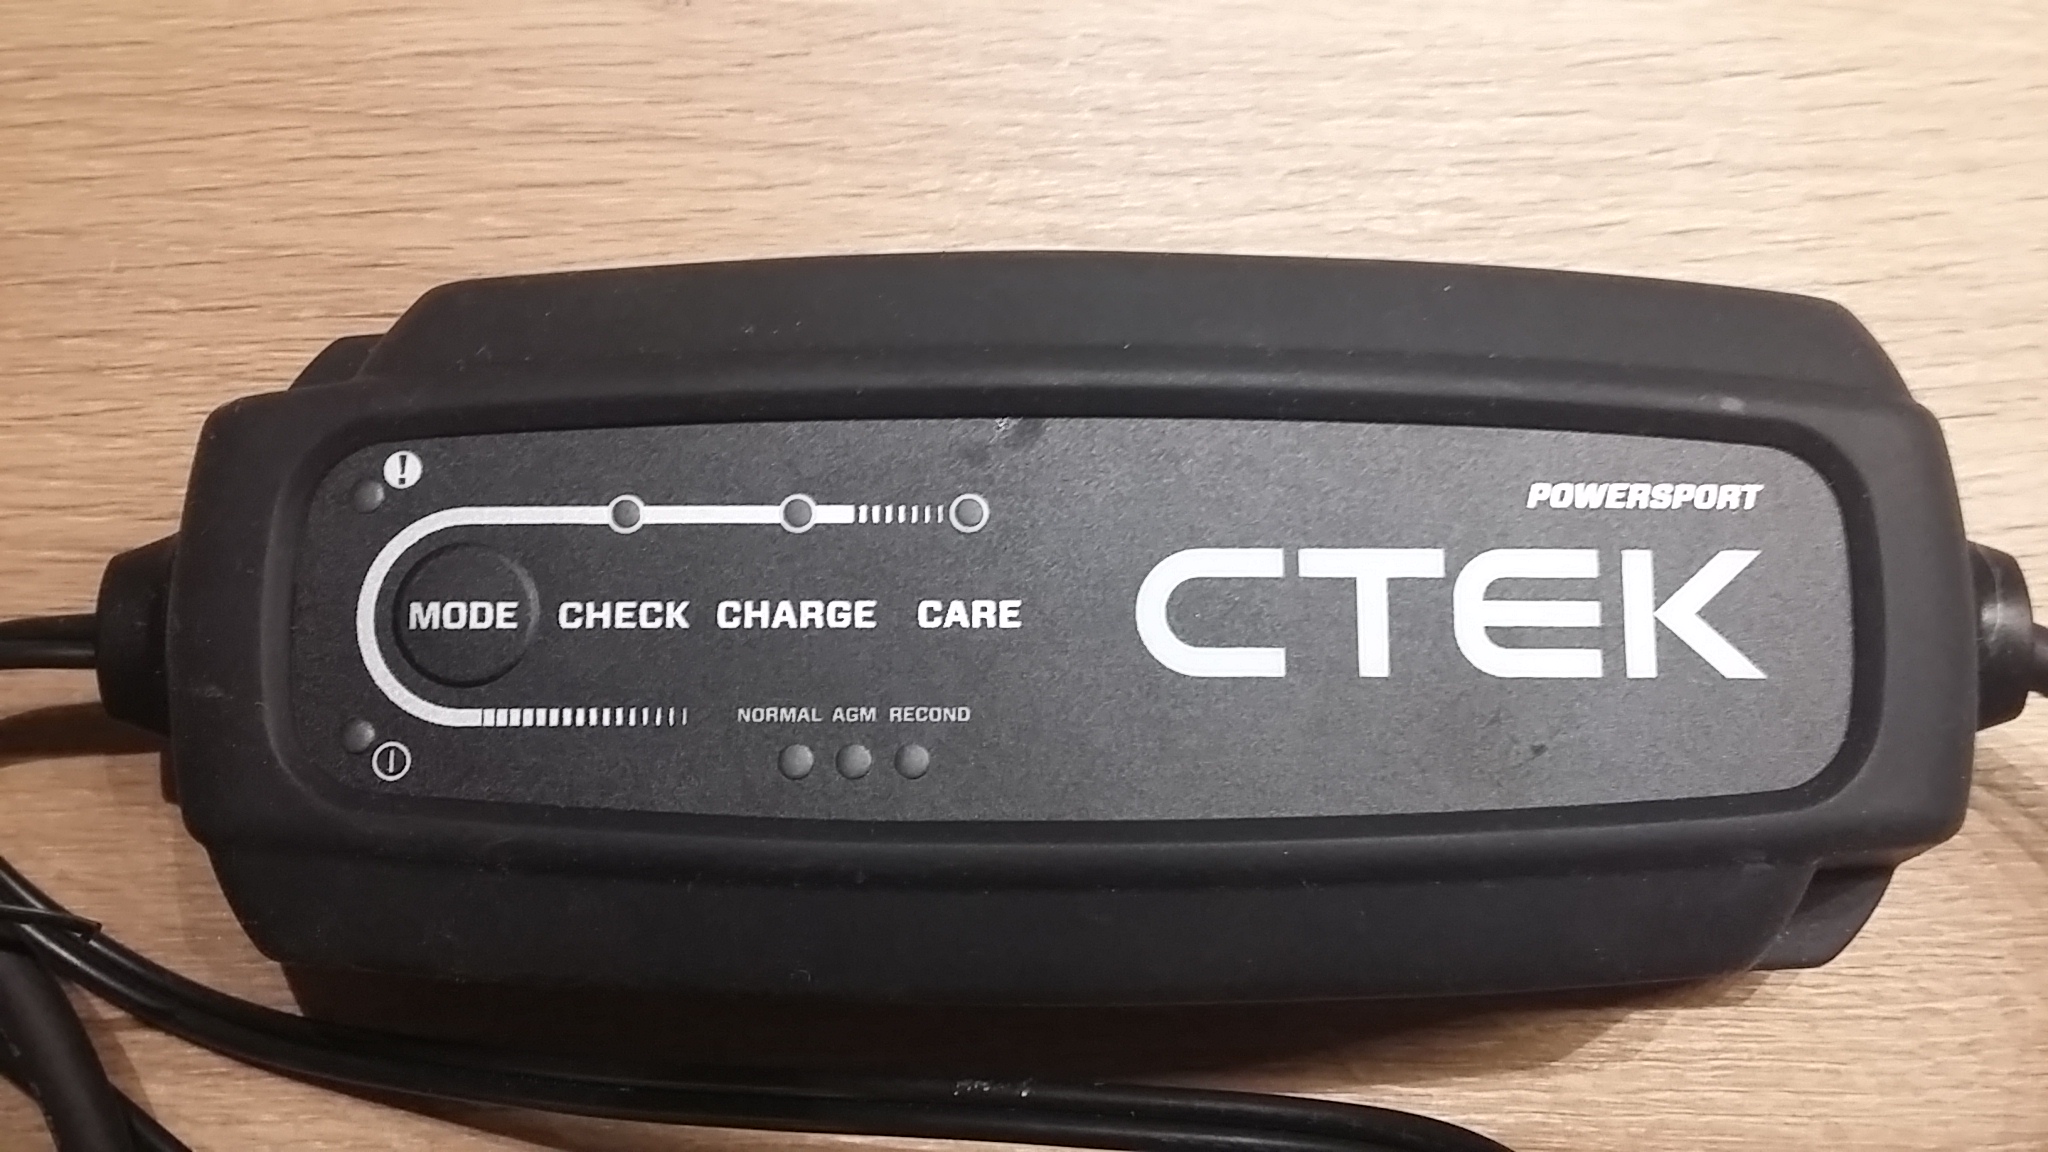 !
POWERSPORT
CTEK
MODE CHECK CHARGE CARE
NORMAL AGM RECOND